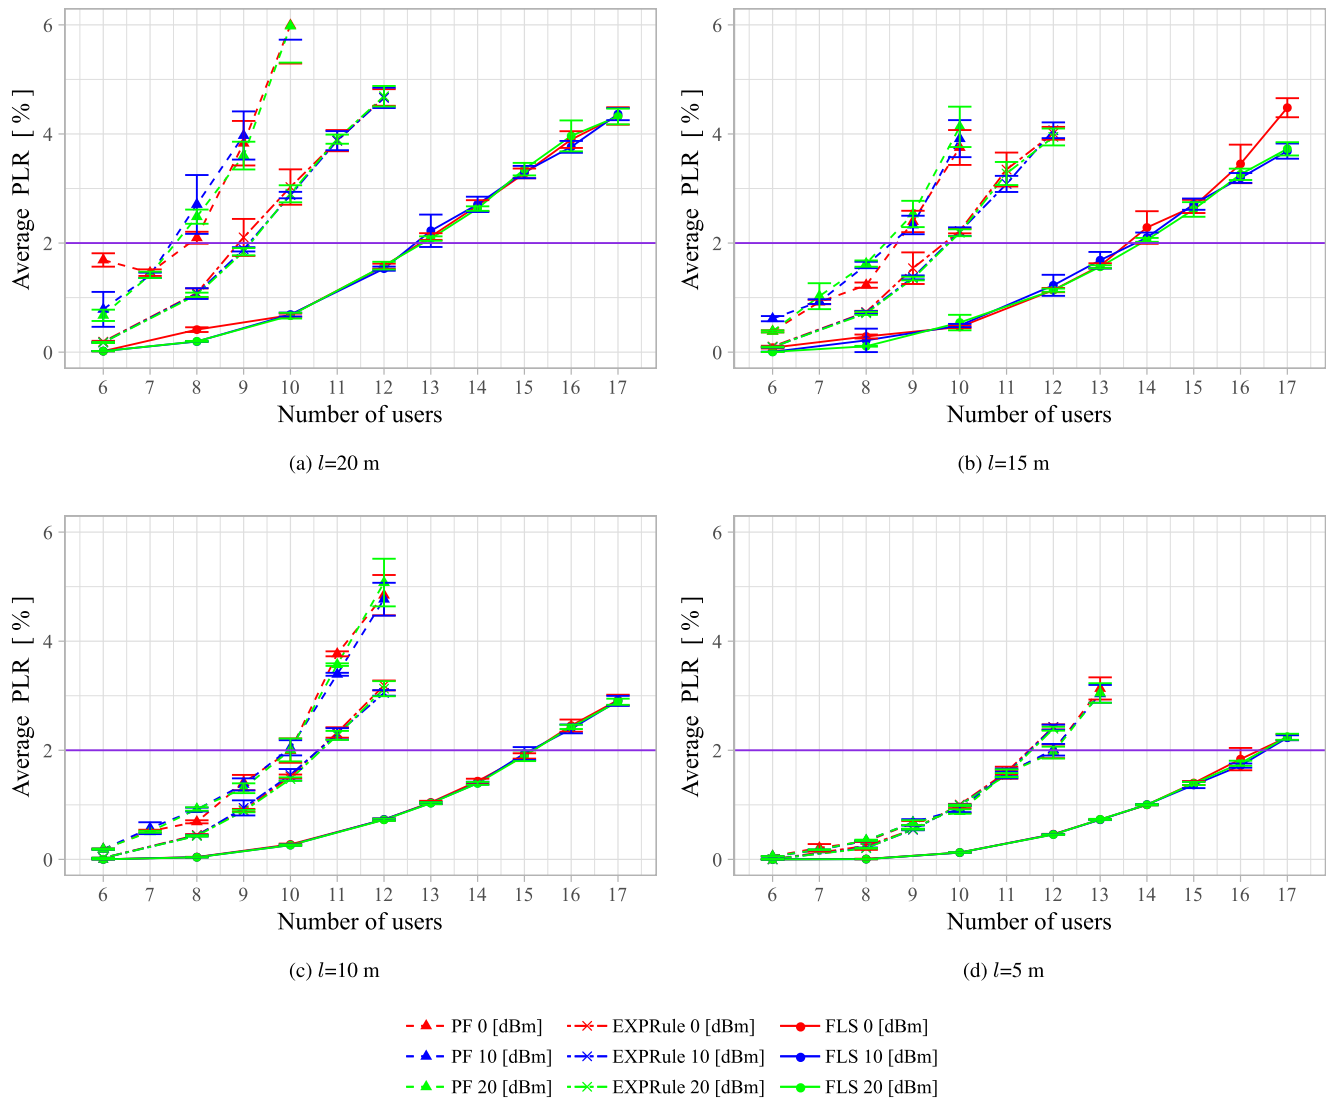 Average PLR [ % ]
6
4
2
0
6 7 8 9 10 11 12 13 14 15 16 17
Number of users
(a) l=20 m
Average PLR [ % ]
6
4
2
0
6 7 8 9 10 11 12 13 14 15 16 17
Number of users
(b) l=15 m
Average PLR [ % ]
6
4
2
0
6 7 8 9 10 11 12 13 14 15 16 17
Number of users
(c) l=10 m
Average PLR [ % ]
6
4
2
0
6 7 8 9 10 11 12 13 14 15 16 17
Number of users
(d) l=5 m
PF 0 [dBm] EXPRule 0 [dBm] FLS 0 [dBm]
PF 10 [dBm] EXPRule 10 [dBm] FLS 10 [dBm]
PF 20 [dBm] EXPRule 20 [dBm] FLS 20 [dBm]